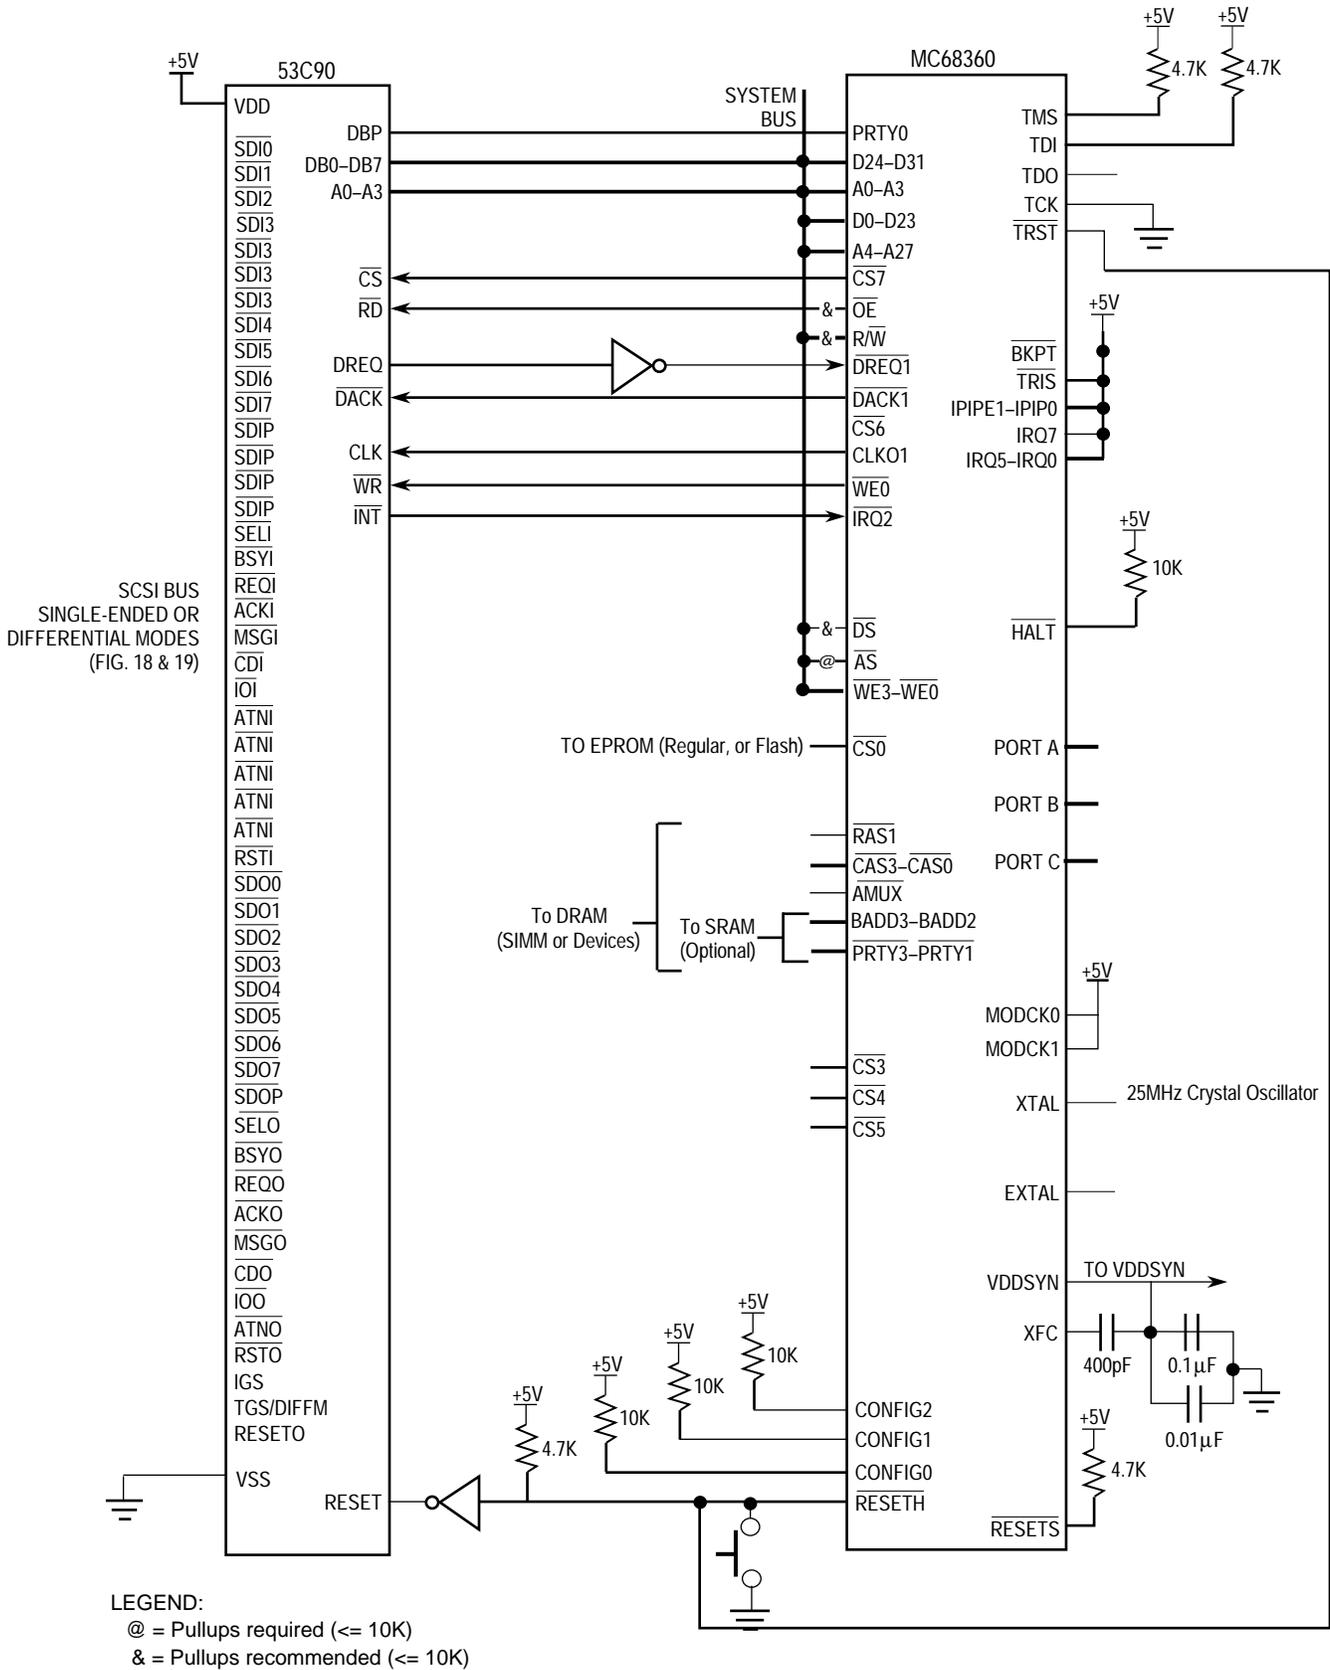 +5V
53C90
VDD
SDI0
SDI1
SDI2
SDI3
SDI3
SDI3
SDI3
SDI4
SDI5
SDI6
SDI7
SDIP
SDIP
SDIP
SDIP
SELI
BSYI
REQI
ACKI
MSGI
CDI
IOI
ATNI
ATNI
ATNI
ATNI
ATNI
RSTI
SDO0
SDO1
SDO2
SDO3
SDO4
SDO5
SDO6
SDO7
SDOP
SELO
BSYO
REQO
ACKO
MSGO
CDO
IOO
ATNO
RSTO
IGS
TGS/DIFFM
RESETO
VSS
SCSI BUS
SINGLE-ENDED OR
DIFFERENTIAL MODES
(FIG. 18 & 19)
DBP
DB0–DB7
A0–A3
CS
RD
DREQ
DACK
CLK
WR
INT
RESET
SYSTEM
BUS
MC68360
PRTY0
D24–D31
A0–A3
D0–D23
A4–A27
CS7
& OE
& R/W
DREQ1
DACK1
CS6
CLKO1
WE0
IRQ2
& DS
@ AS
WE3–WE0
TO EPROM (Regular, or Flash)
CS0
RAS1
CAS3–CAS0
AMUX
BADD3–BADD2
PRTY3–PRTY1
To DRAM
(SIMM or Devices)
To SRAM
(Optional)
CS3
CS4
CS5
CONFIG2
CONFIG1
CONFIG0
RESETH
+5V
10K
+5V
10K
+5V
10K
+5V
4.7K
+5V
4.7K
+5V
4.7K
TMS
TDI
TDO
TCK
TRST
+5V
BKPT
TRIS
IPIPE1–IPIP0
IRQ7
IRQ5–IRQ0
+5V
10K
HALT
PORT A
PORT B
PORT C
+5V
MODCK0
MODCK1
XTAL
25MHz Crystal Oscillator
EXTAL
VDDSYN
TO VDDSYN
XFC
400pF
0.1µF
0.01µF
+5V
4.7K
RESETS
LEGEND:
@ = Pullups required (<= 10K)
& = Pullups recommended (<= 10K)